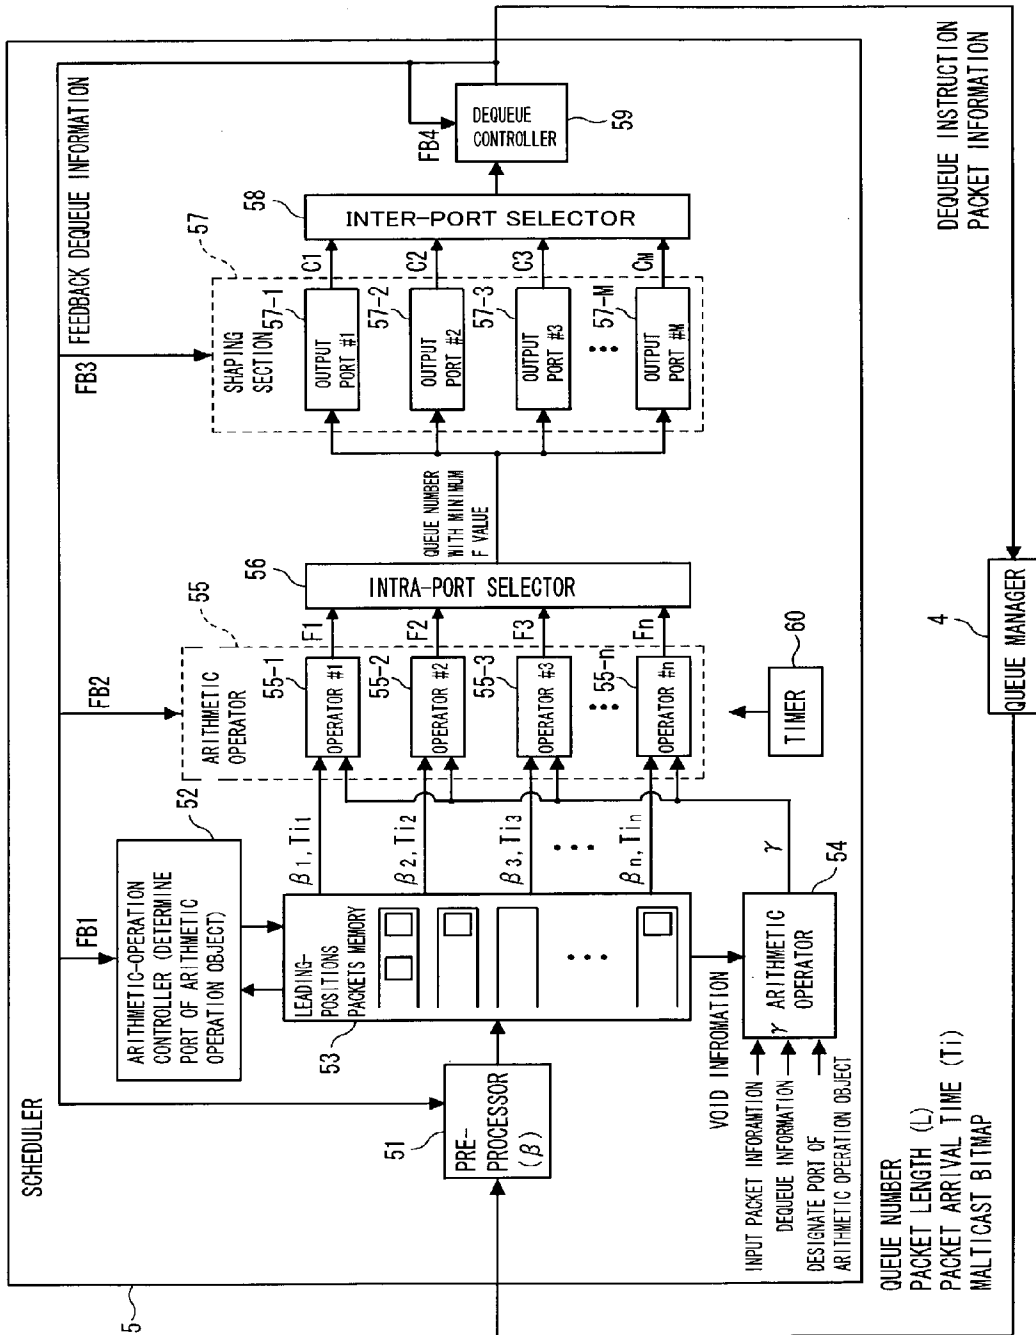 SCHEDULER
5
FEEDBACK DEQUEUE INFORMATION
FB1
FB2
FB3
FB4
ARITHMETIC-OPERATION
CONTROLLER (DETERMINE
PORT OF ARITHMETIC
OPERATION OBJECT)
52
51
PRE-
PROCESSOR
(β)
LEADING-
POSITIONS
PACKETS MEMORY
53
β1, Ti1
β2, Ti2
β3, Ti3
βn, Tin
VOID INFROMATION
INPUT PACKET INFORAMTION
DEQUEUE INFORMATION
DESIGNATE PORT OF
ARITHMETIC OPERATION OBJECT
γ ARITHMETIC
OPERATOR
54
γ
ARITHMETIC
OPERATOR
55
55-1
OPERATOR #1
55-2
OPERATOR #2
55-3
OPERATOR #3
55-n
OPERATOR #n
F1
F2
F3
Fn
TIMER
60
56
INTRA-PORT SELECTOR
QUEUE NUMBER
WITH MINIMUM
F VALUE
SHAPING
SECTION
57
57-1
OUTPUT
PORT #1
57-2
OUTPUT
PORT #2
57-3
OUTPUT
PORT #3
57-M
OUTPUT
PORT #M
C1
C2
C3
CM
58
INTER-PORT SELECTOR
DEQUEUE
CONTROLLER
59
DEQUEUE INSTRUCTION
PACKET INFORMATION
4
QUEUE MANAGER
QUEUE NUMBER
PACKET LENGTH (L)
PACKET ARRIVAL TIME (Ti)
MALTICAST BITMAP